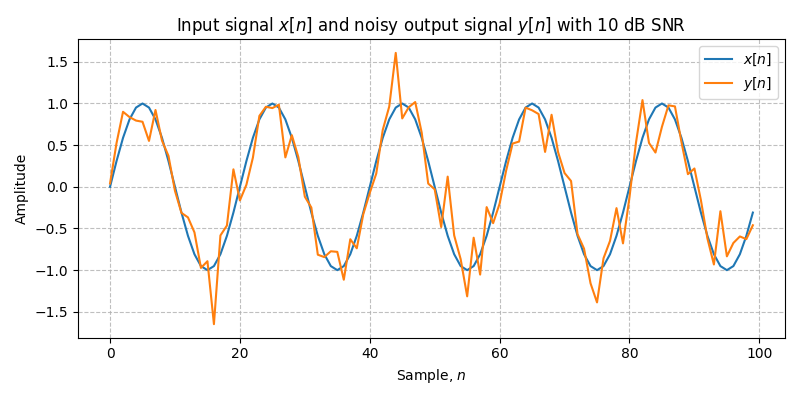 Input signal x[n] and noisy output signal y[n] with 10 dB SNR
x[n]
y[n]
Amplitude
1.5
1.0
0.5
0.0
−0.5
−1.0
−1.5
0 20 40 60 80 100
Sample, n